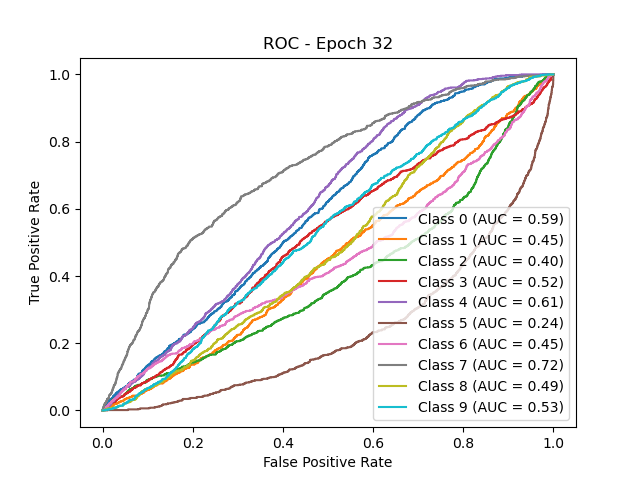 ROC - Epoch 32
True Positive Rate
1.0
0.8
0.6
0.4
0.2
0.0
0.0 0.2 0.4 0.6 0.8 1.0
False Positive Rate
Class 0 (AUC = 0.59)
Class 1 (AUC = 0.45)
Class 2 (AUC = 0.40)
Class 3 (AUC = 0.52)
Class 4 (AUC = 0.61)
Class 5 (AUC = 0.24)
Class 6 (AUC = 0.45)
Class 7 (AUC = 0.72)
Class 8 (AUC = 0.49)
Class 9 (AUC = 0.53)